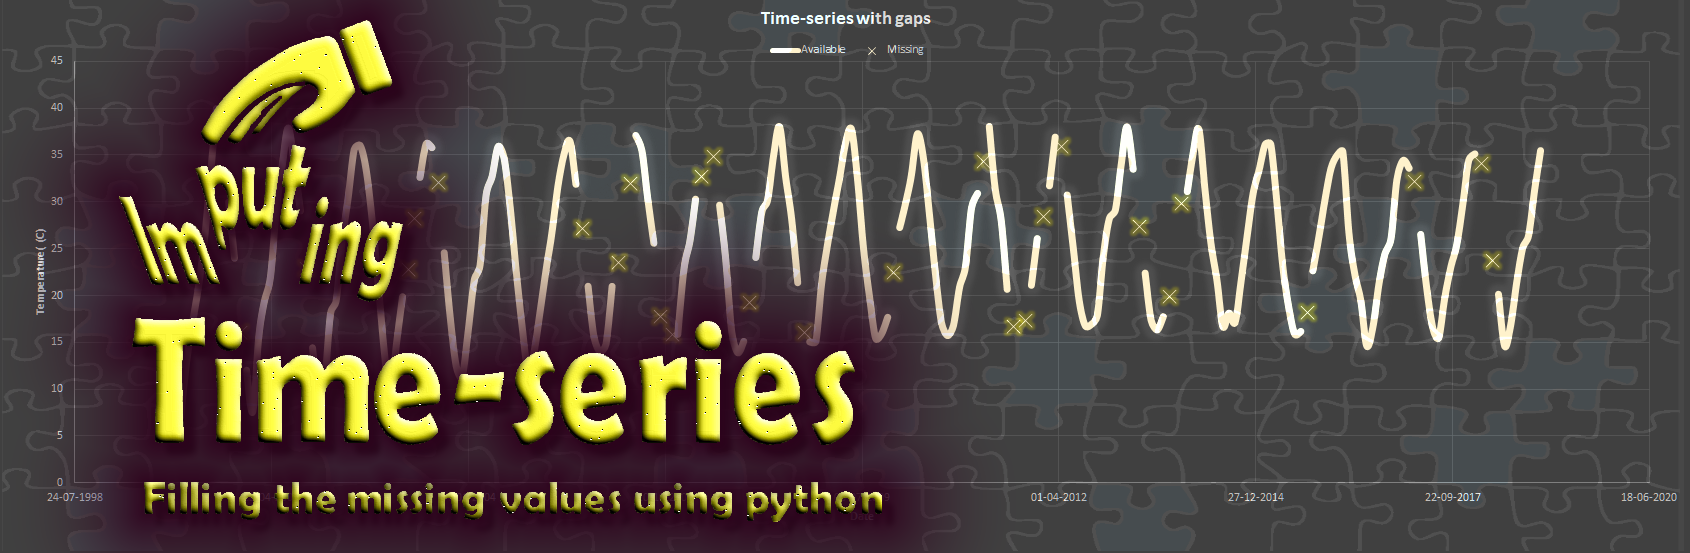 Time-series with gaps
Available
Missing
45
40
35
30
25
20
15
10
5
0
Temperature( (C)
24-07-1998
01-04-2012
27-12-2014
22-09-2017
18-06-2020
Imputing
Time-series
Filling the missing values using python